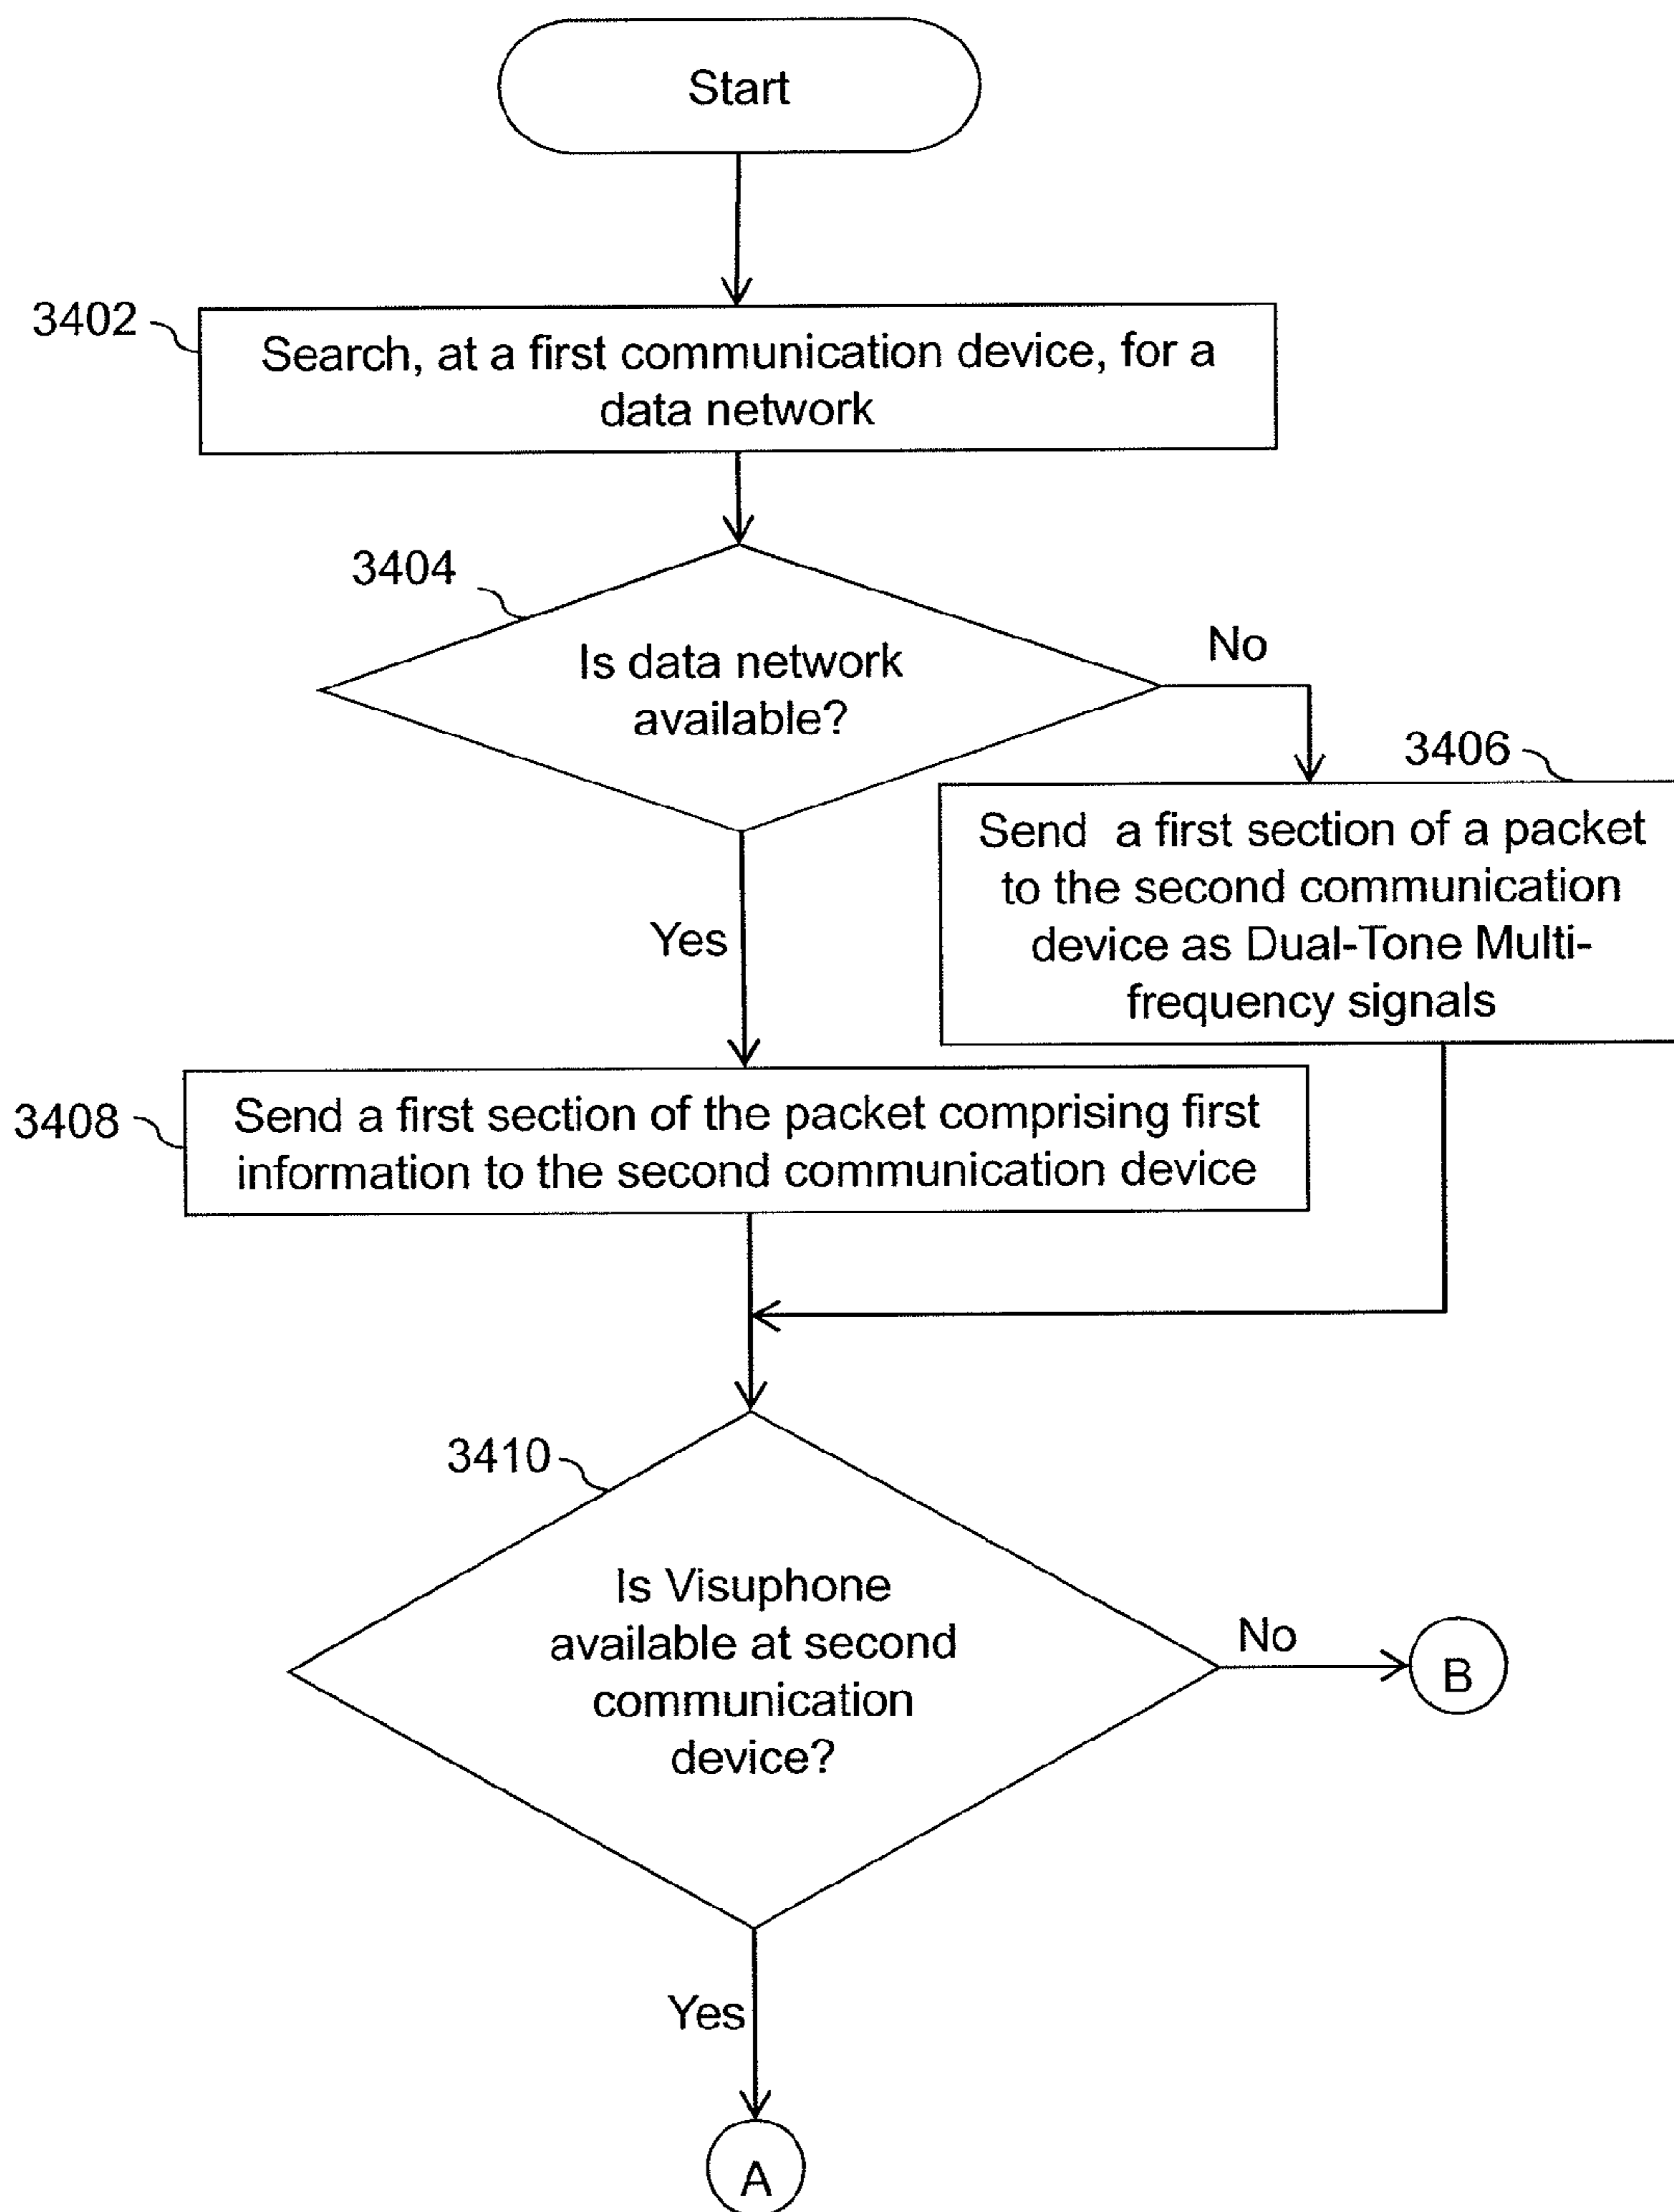 Start
3402
Search, at a first communication device, for a
data network
3404
Is data network
available?
No
3406
Send a first section of a packet
to the second communication
device as Dual-Tone Multi-
frequency signals
Yes
3408
Send a first section of the packet comprising first
information to the second communication device
3410
Is Visuphone
available at second
communication
device?
No
B
Yes
A